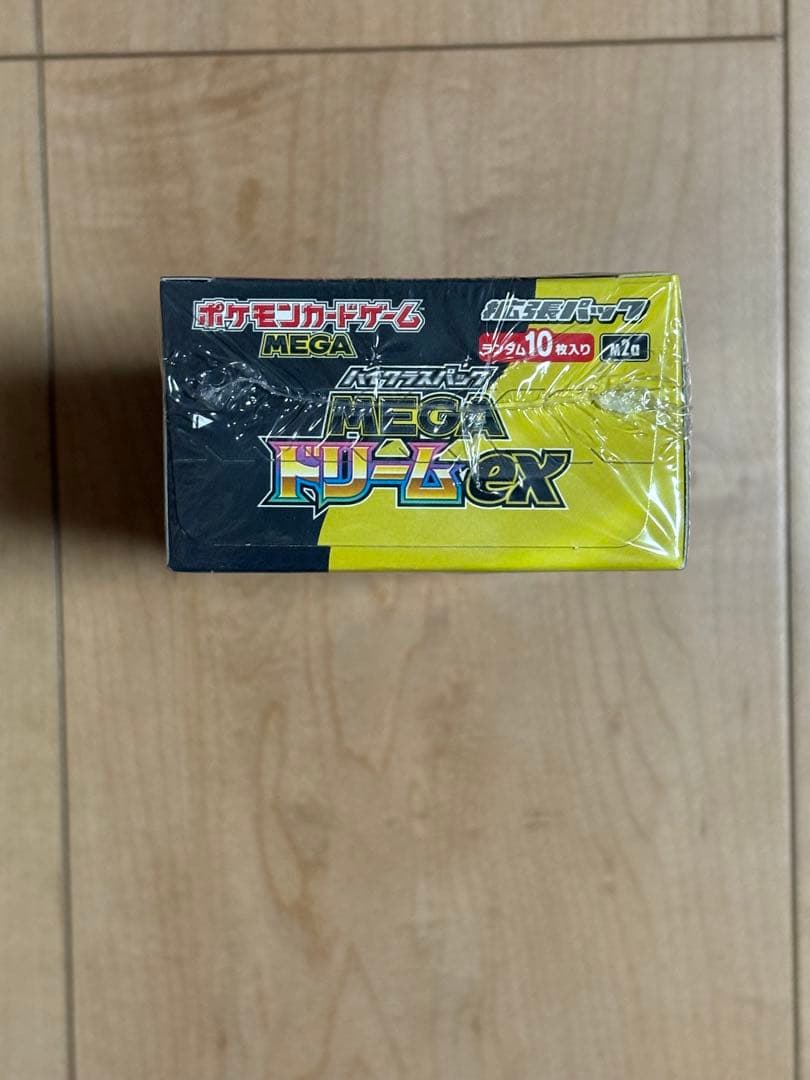 ポケモンカードゲーム
MEGA
拡張パック
ランダム10枚入り M2a
ハイクラスパック
MEGA
ドリームex